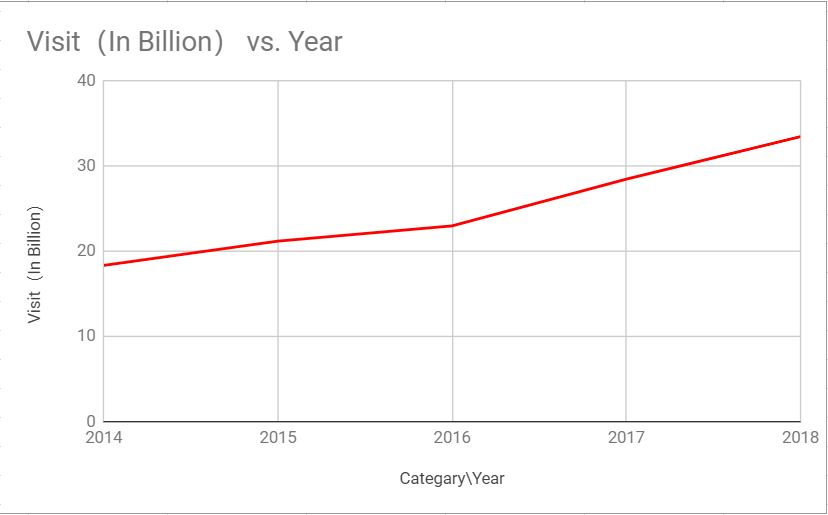 Visit（In Billion） vs. Year
40
30
20
10
0
Visit（In Billion）
2014 2015 2016 2017 2018
Categary\Year